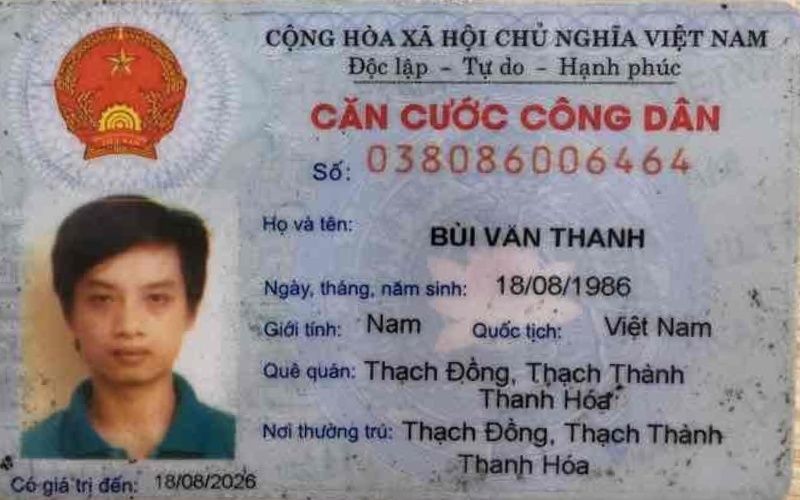 CỘNG HÒA XÃ HỘI CHỦ NGHĨA VIỆT NAM
Độc lập - Tự do - Hạnh phúc
CĂN CƯỚC CÔNG DÂN
Số: 038086006464
Họ và tên: BÙI VĂN THANH
Ngày, tháng, năm sinh: 18/08/1986
Giới tính: Nam Quốc tịch: Việt Nam
Quê quán: Thạch Đồng, Thạch Thành
Thanh Hóa
Nơi thường trú: Thạch Đồng, Thạch Thành
Thanh Hóa
Có giá trị đến: 18/08/2026